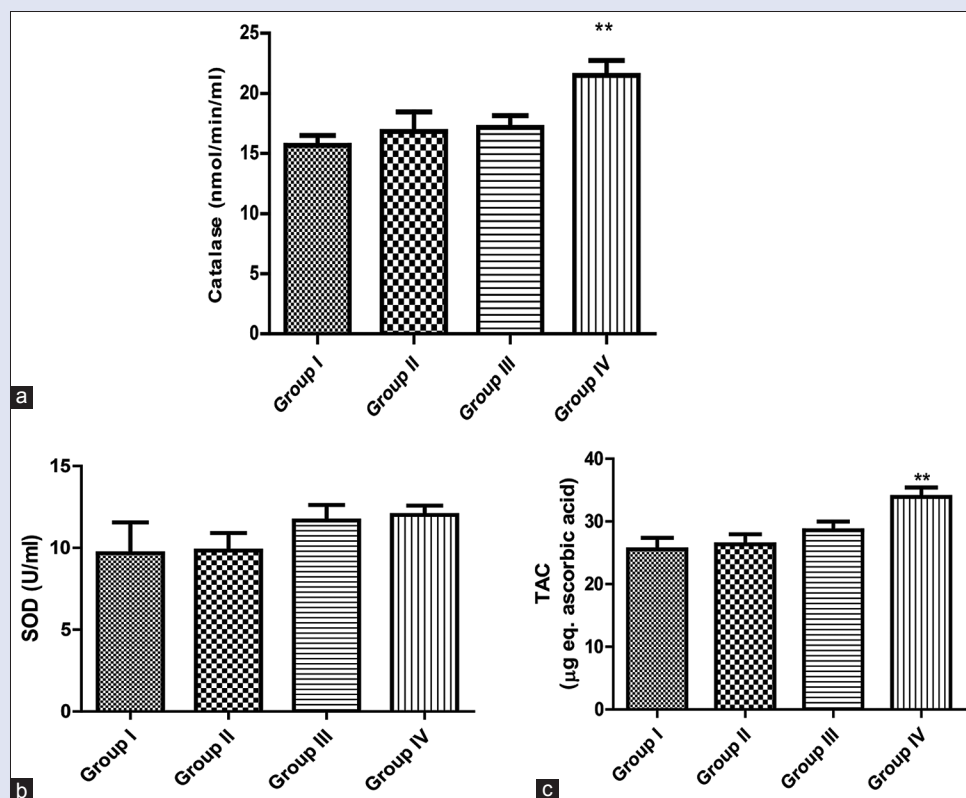 **
25
20
15
10
5
0
Catalase (nmol/min/ml)
Group I
Group II
Group III
Group IV
a
15
10
5
0
SOD (U/ml)
Group I
Group II
Group III
Group IV
b
**
40
30
20
10
0
TAC
(µg eq. ascorbic acid)
Group I
Group II
Group III
Group IV
c